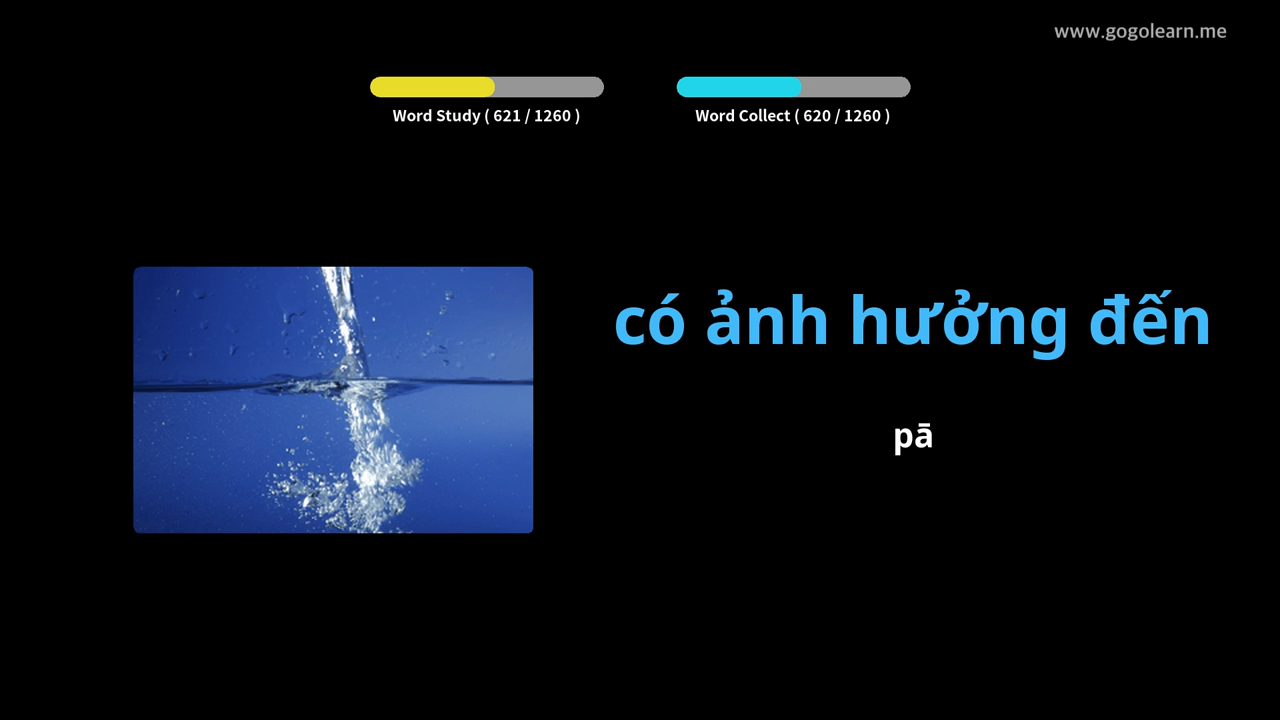 www.gogolearn.me
Word Study ( 621 / 1260 )
Word Collect ( 620 / 1260 )
có ảnh hưởng đến
pā